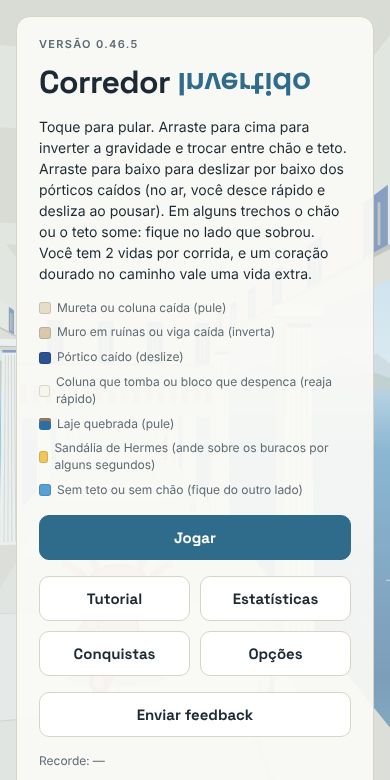 VERSÃO 0.46.5
Corredor Invertido
Toque para pular. Arraste para cima para
inverter a gravidade e trocar entre chão e teto.
Arraste para baixo para deslizar por baixo dos
pórticos caídos (no ar, você desce rápido e
desliza ao pousar). Em alguns trechos o chão
ou o teto some: fique no lado que sobrou.
Você tem 2 vidas por corrida, e um coração
dourado no caminho vale uma vida extra.
Mureta ou coluna caída (pule)
Muro em ruínas ou viga caída (inverta)
Pórtico caído (deslize)
Coluna que tomba ou bloco que despenca (reaja
rápido)
Laje quebrada (pule)
Sandália de Hermes (ande sobre os buracos por
alguns segundos)
Sem teto ou sem chão (fique do outro lado)
Jogar
Tutorial
Estatísticas
Conquistas
Opções
Enviar feedback
Recorde: —